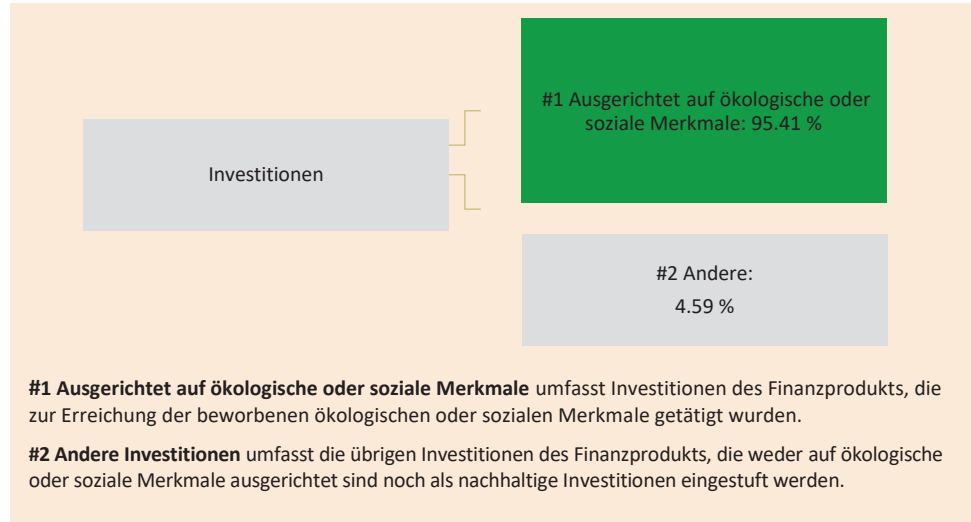 #1 Ausgerichtet auf ökologische oder
soziale Merkmale: 95.41 %
Investitionen
#2 Andere:
4.59 %
#1 Ausgerichtet auf ökologische oder soziale Merkmale umfasst Investitionen des Finanzprodukts, die
zur Erreichung der beworbenen ökologischen oder sozialen Merkmale getätigt wurden.
#2 Andere Investitionen umfasst die übrigen Investitionen des Finanzprodukts, die weder auf ökologische
oder soziale Merkmale ausgerichtet sind noch als nachhaltige Investitionen eingestuft werden.